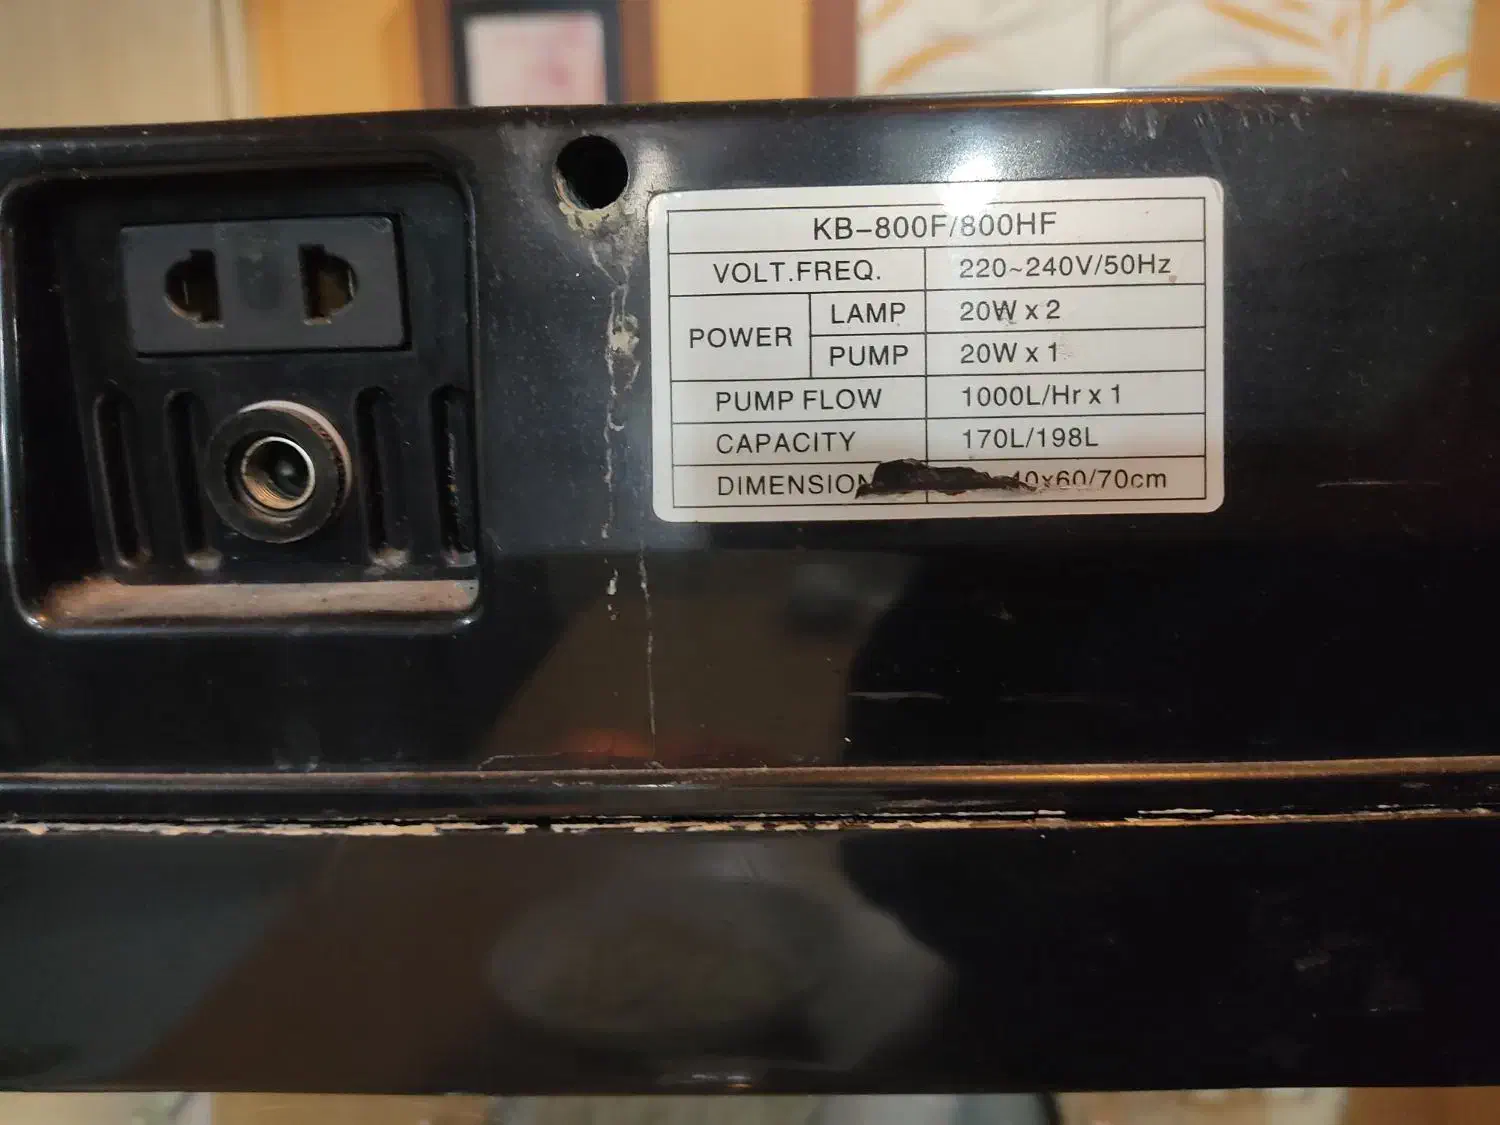 KB-800F/800HF
VOLT.FREQ. 220~240V/50Hz
POWER LAMP 20W x 2
PUMP 20W x 1
PUMP FLOW 1000L/Hr x 1
CAPACITY 170L/198L
DIMENSION 40x60/70cm